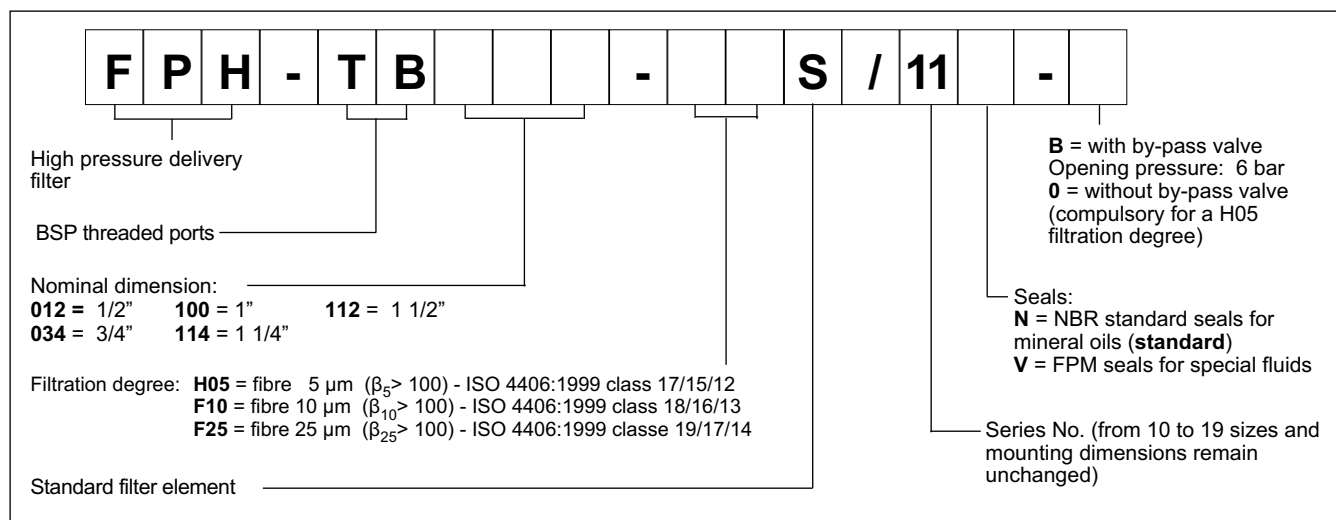 F P H - T B - S / 11 -
High pressure delivery
filter
BSP threaded ports
Nominal dimension:
012 = 1/2” 100 = 1” 112 = 1 1/2”
034 = 3/4” 114 = 1 1/4”
Filtration degree: H05 = fibre 5 µm (β5> 100) - ISO 4406:1999 class 17/15/12
F10 = fibre 10 µm (β10> 100) - ISO 4406:1999 class 18/16/13
F25 = fibre 25 µm (β25> 100) - ISO 4406:1999 classe 19/17/14
Standard filter element
B = with by-pass valve
Opening pressure: 6 bar
0 = without by-pass valve
(compulsory for a H05
filtration degree)
Seals:
N = NBR standard seals for
mineral oils (standard)
V = FPM seals for special fluids
Series No. (from 10 to 19 sizes and
mounting dimensions remain
unchanged)